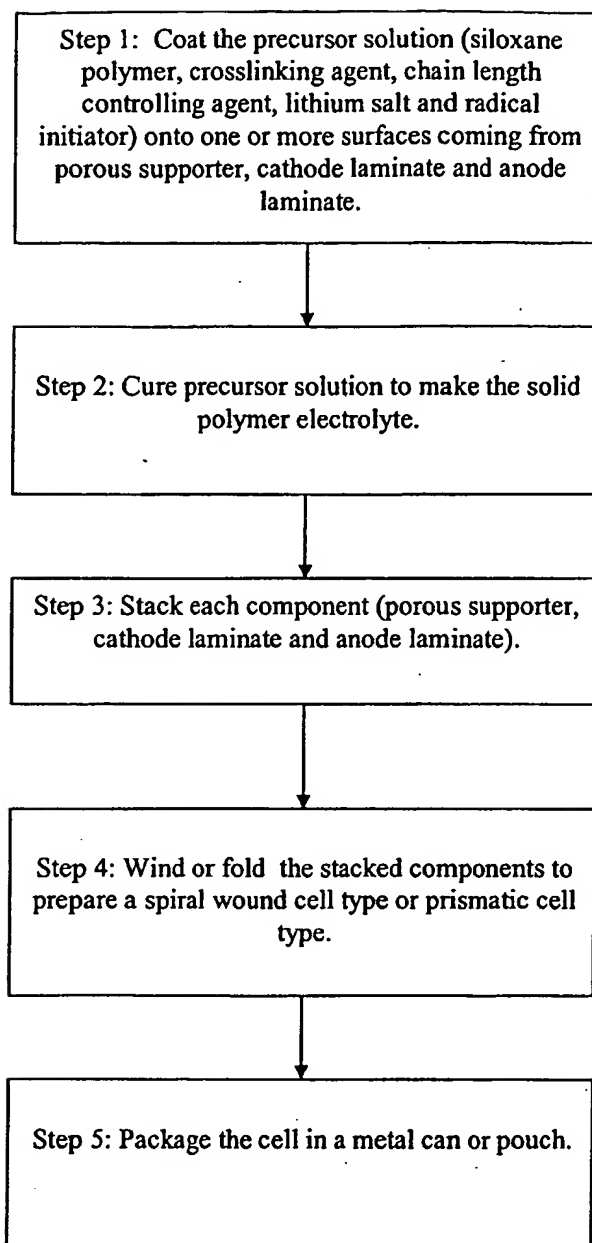 Step 1: Coat the precursor solution (siloxane
polymer, crosslinking agent, chain length
controlling agent, lithium salt and radical
initiator) onto one or more surfaces coming from
porous supporter, cathode laminate and anode
laminate.
Step 2: Cure precursor solution to make the solid
polymer electrolyte.
Step 3: Stack each component (porous supporter,
cathode laminate and anode laminate).
Step 4: Wind or fold the stacked components to
prepare a spiral wound cell type or prismatic cell
type.
Step 5: Package the cell in a metal can or pouch.